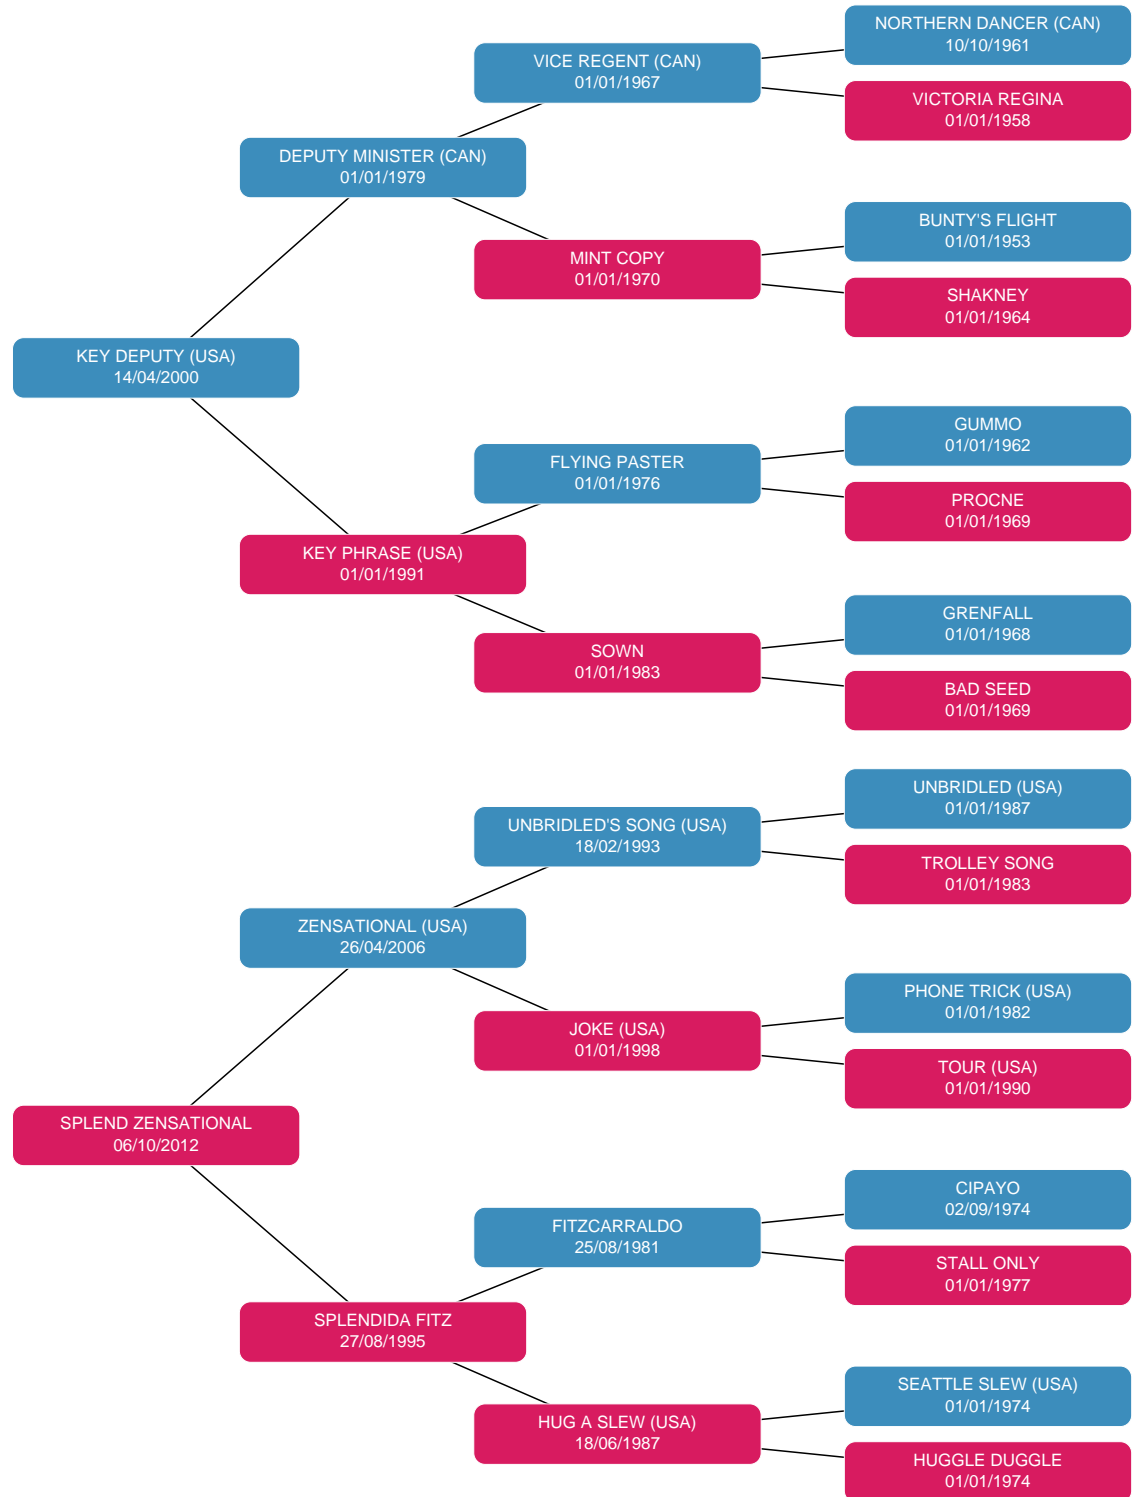 NORTHERN DANCER (CAN)
10/10/1961
VICE REGENT (CAN)
01/01/1967
VICTORIA REGINA
01/01/1958
DEPUTY MINISTER (CAN)
01/01/1979
BUNTY'S FLIGHT
01/01/1953
MINT COPY
01/01/1970
SHAKNEY
01/01/1964
KEY DEPUTY (USA)
14/04/2000
GUMMO
01/01/1962
FLYING PASTER
01/01/1976
PROCNE
01/01/1969
KEY PHRASE (USA)
01/01/1991
GRENFALL
01/01/1968
SOWN
01/01/1983
BAD SEED
01/01/1969
UNBRIDLED (USA)
01/01/1987
UNBRIDLED'S SONG (USA)
18/02/1993
TROLLEY SONG
01/01/1983
ZENSATIONAL (USA)
26/04/2006
PHONE TRICK (USA)
01/01/1982
JOKE (USA)
01/01/1998
TOUR (USA)
01/01/1990
SPLEND ZENSATIONAL
06/10/2012
CIPAYO
02/09/1974
FITZCARRALDO
25/08/1981
STALL ONLY
01/01/1977
SPLENDIDA FITZ
27/08/1995
SEATTLE SLEW (USA)
01/01/1974
HUG A SLEW (USA)
18/06/1987
HUGGLE DUGGLE
01/01/1974